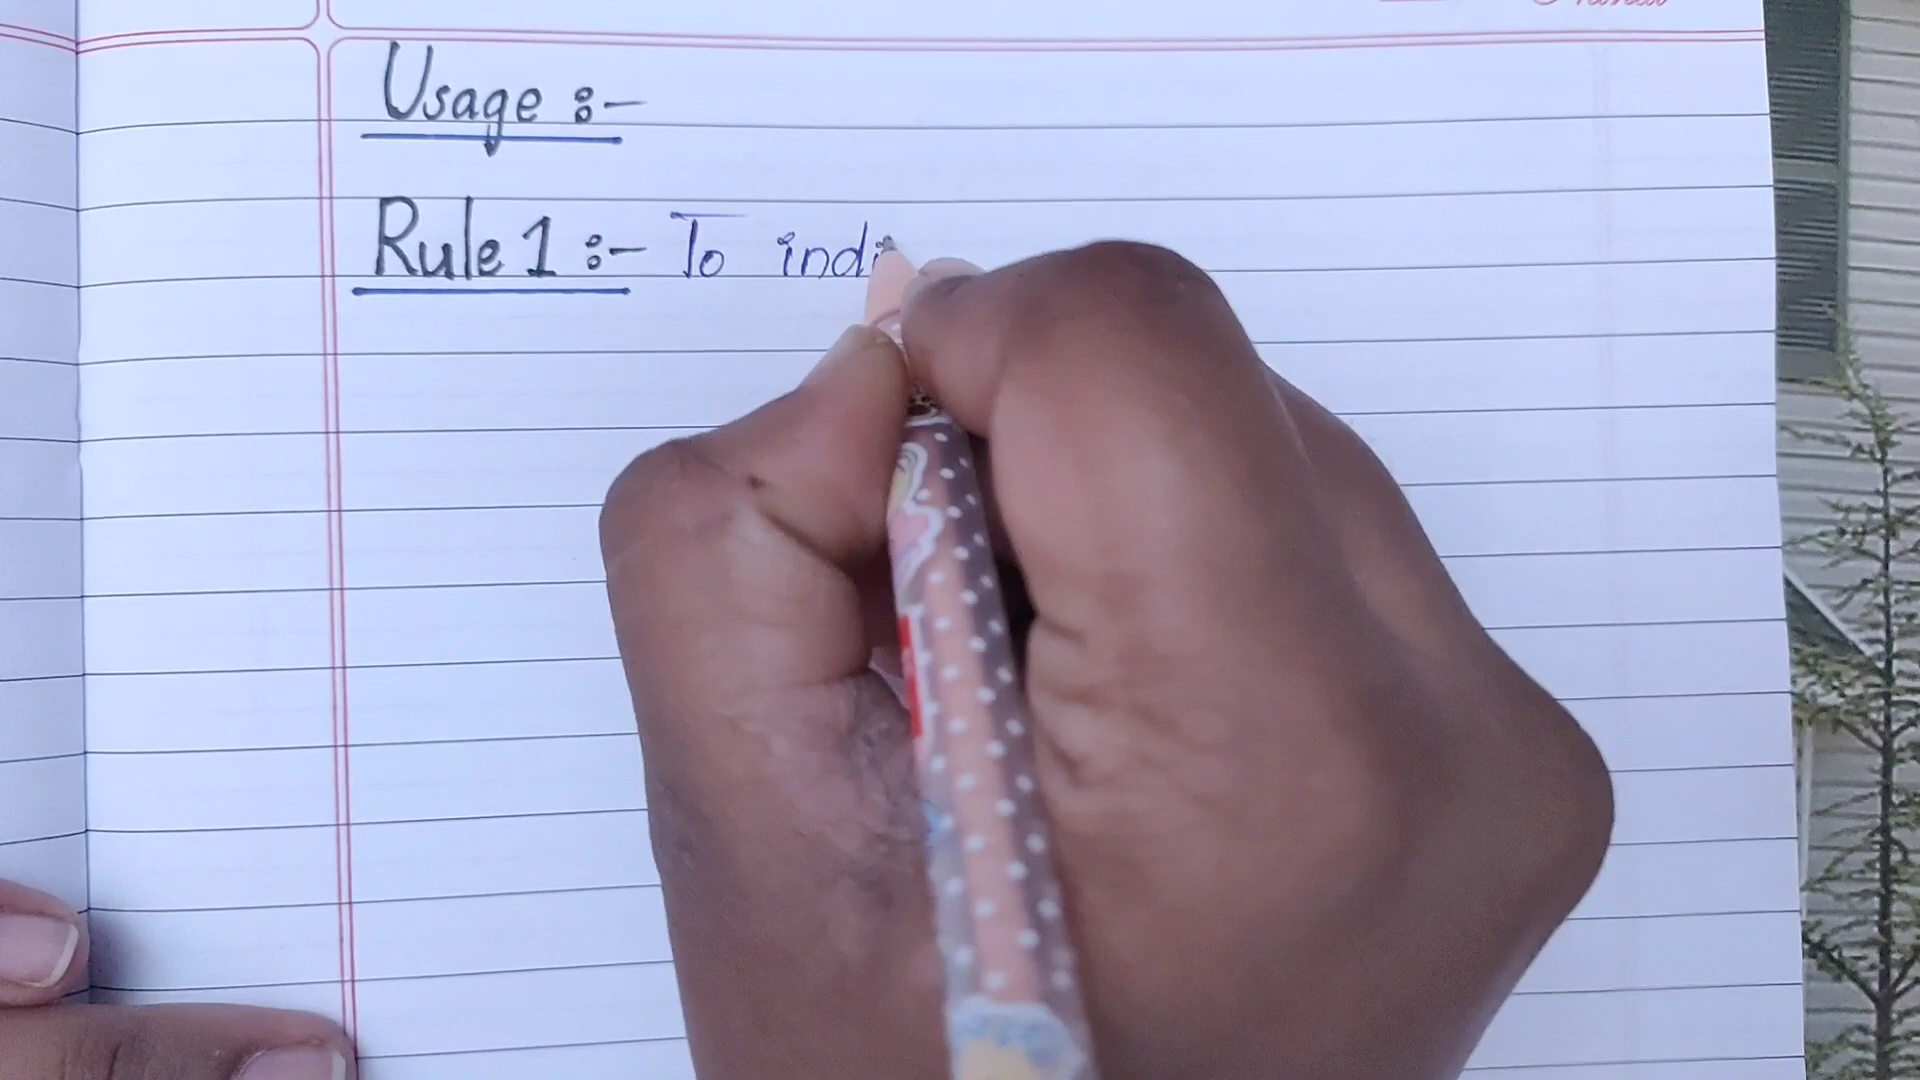 Usage :-
Rule 1 :- To indi